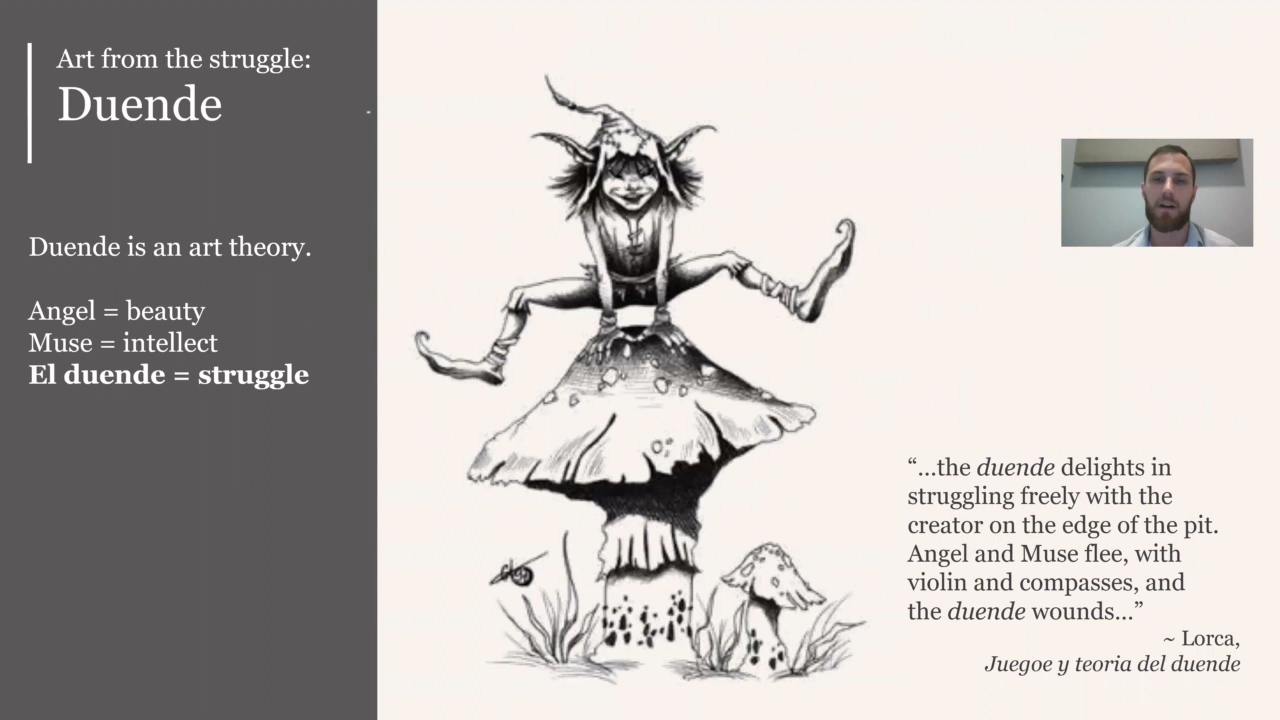 Art from the struggle:
Duende
Duende is an art theory.
Angel = beauty
Muse = intellect
El duende = struggle
“...the duende delights in
struggling freely with the
creator on the edge of the pit.
Angel and Muse flee, with
violin and compasses, and
the duende wounds...”
~ Lorca,
Juegoe y teoria del duende